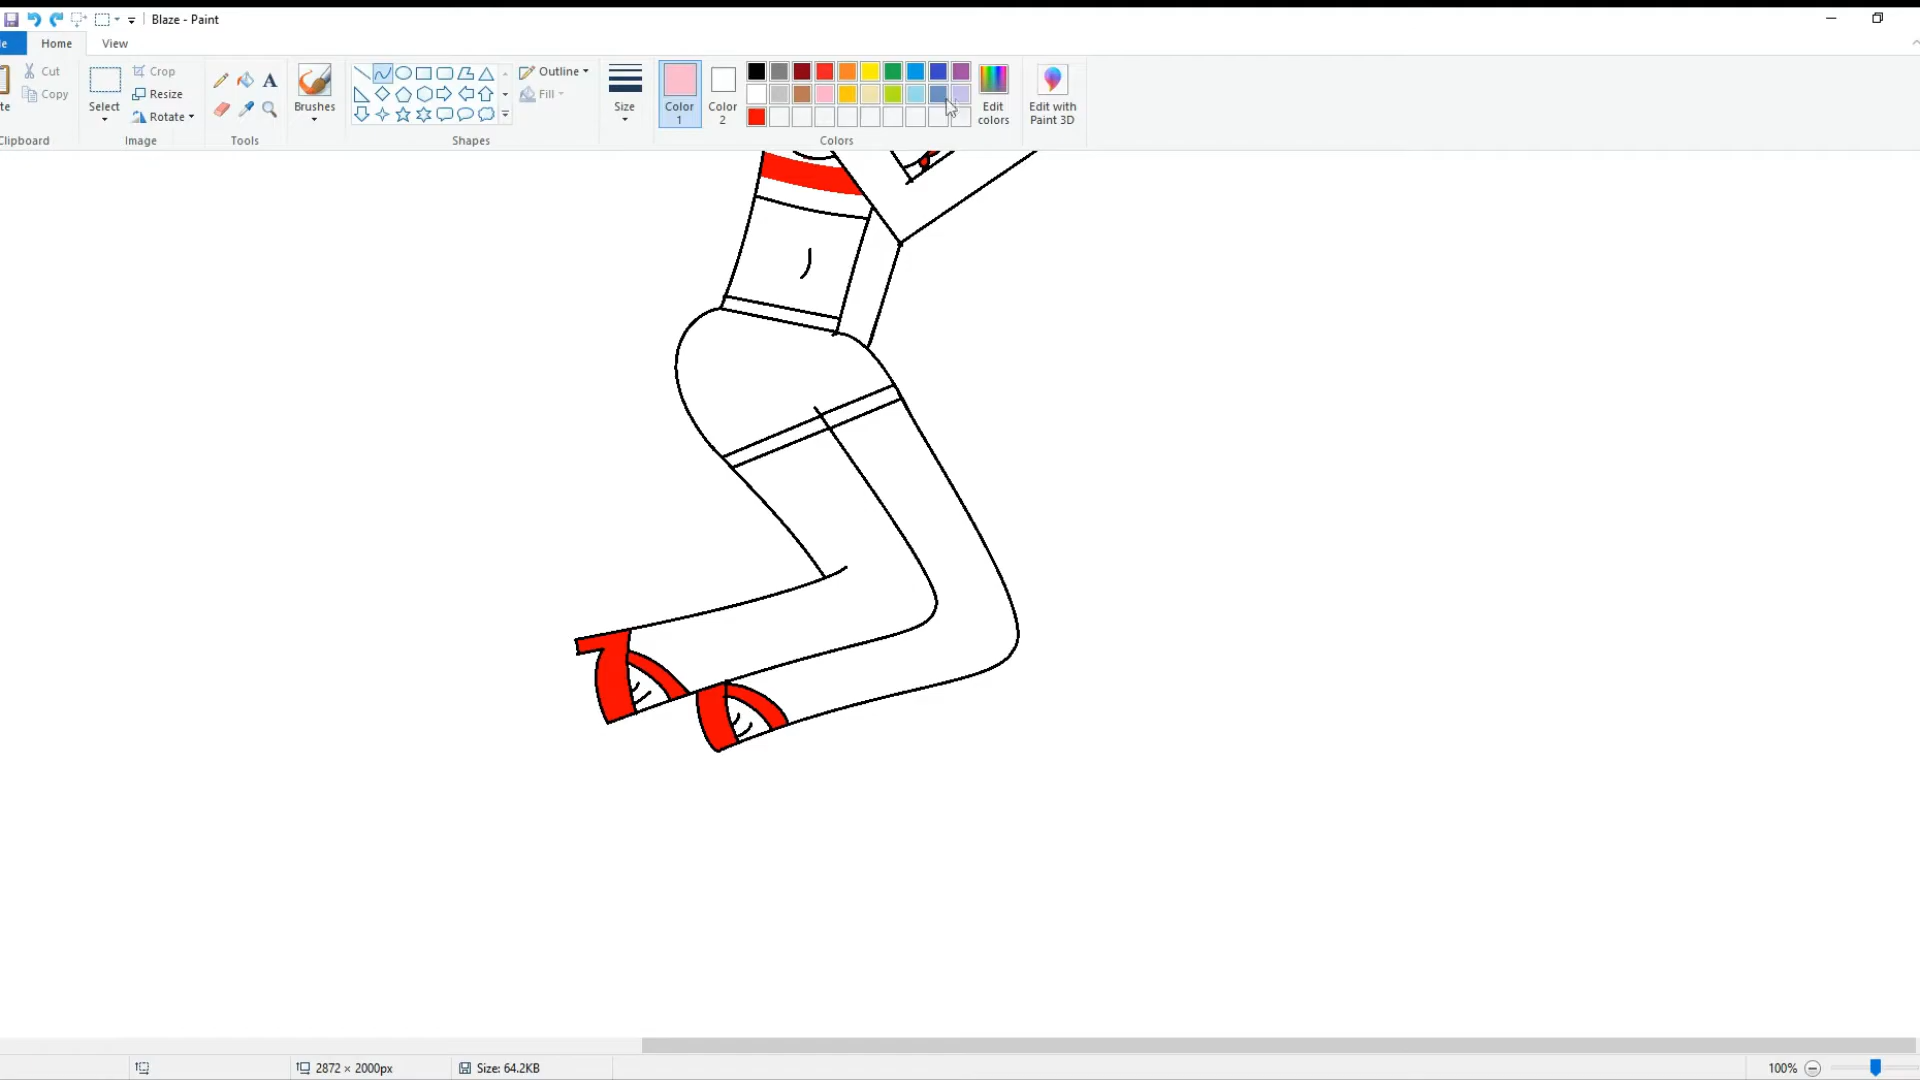 Blaze - Paint
Home
View
Cut
Copy
Clipboard
Select
Crop
Resize
Rotate
Image
Tools
Brushes
Shapes
Outline
Fill
Size
Color
1
Color
2
Colors
Edit
colors
Edit with
Paint 3D
2872 × 2000px
Size: 64.2KB
100%